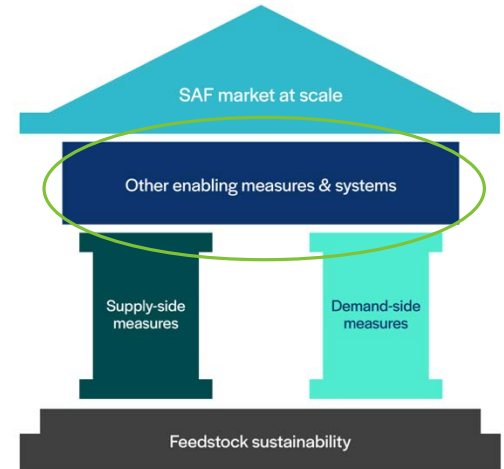 SAF market at scale
Other enabling measures & systems
Supply-side
measures
Demand-side
measures
Feedstock sustainability